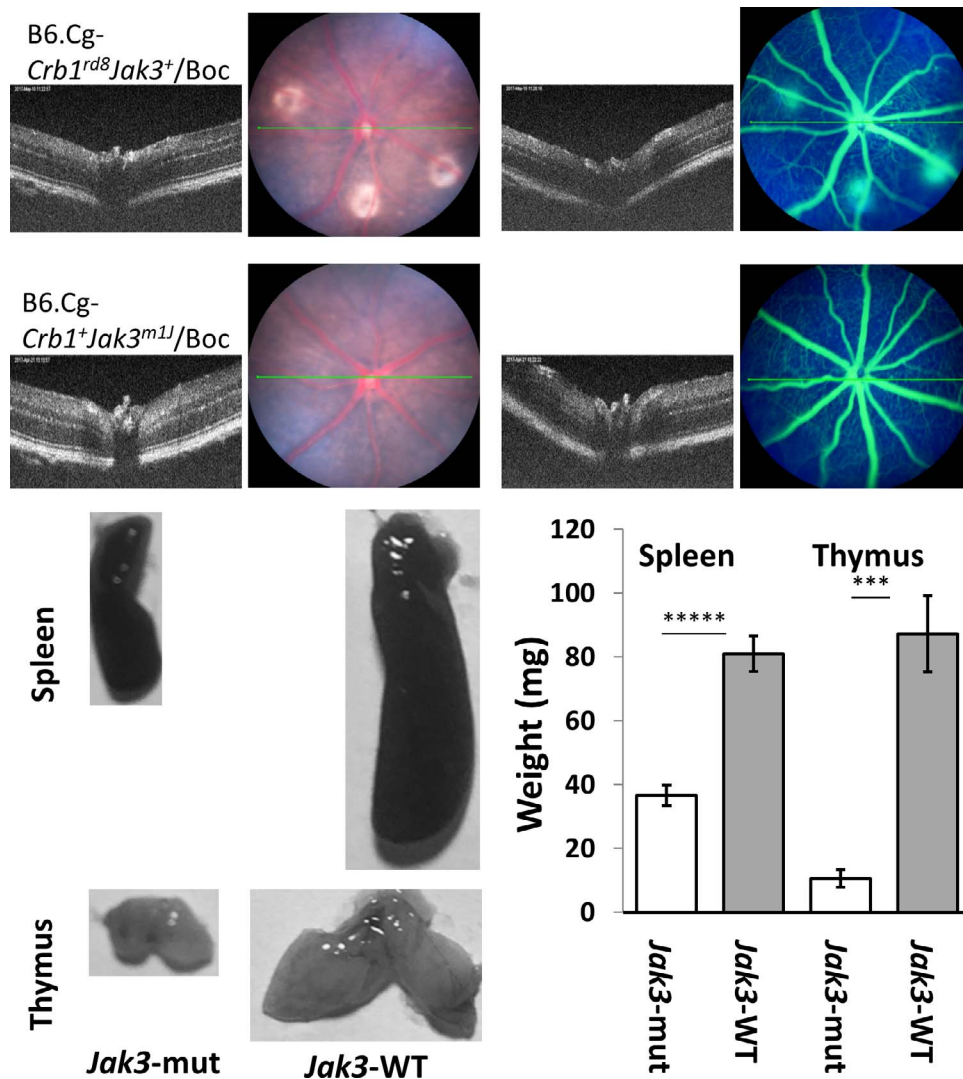 B6.Cg-
Crb1rd8Jak3+/Boc
B6.Cg-
Crb1+Jak3m1J/Boc
Spleen
Thymus
Jak3-mut
Jak3-WT
120
100
80
60
40
20
0
Weight (mg)
Spleen
Thymus
*****
***
Jak3-mut
Jak3-WT
Jak3-mut
Jak3-WT